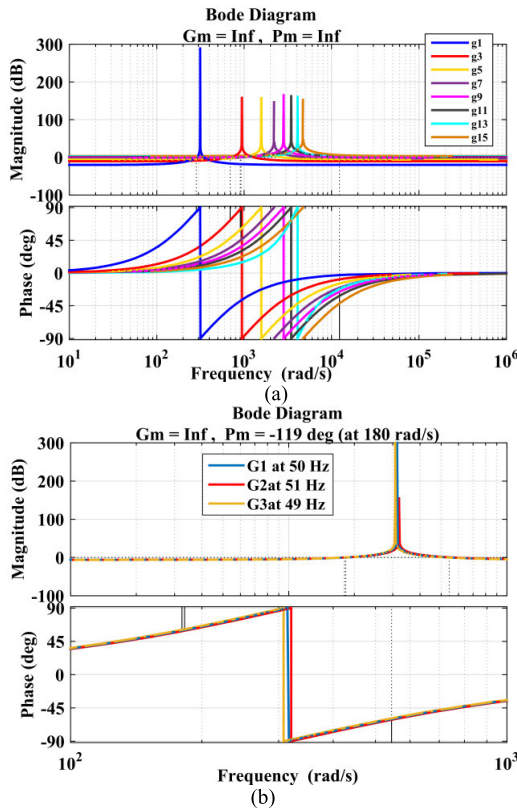 Bode Diagram
Gm = Inf , Pm = Inf
Magnitude (dB)
300
200
100
0
-100
g1
g3
g5
g7
g9
g11
g13
g15
Phase (deg)
90
45
0
-45
-90
10^1
10^2
10^3
10^4
10^5
10^6
Frequency (rad/s)
(a)
Bode Diagram
Gm = Inf , Pm = -119 deg (at 180 rad/s)
Magnitude (dB)
300
200
100
0
-100
G1 at 50 Hz
G2at 51 Hz
G3at 49 Hz
Phase (deg)
90
45
0
-45
-90
10^2
10^3
Frequency (rad/s)
(b)